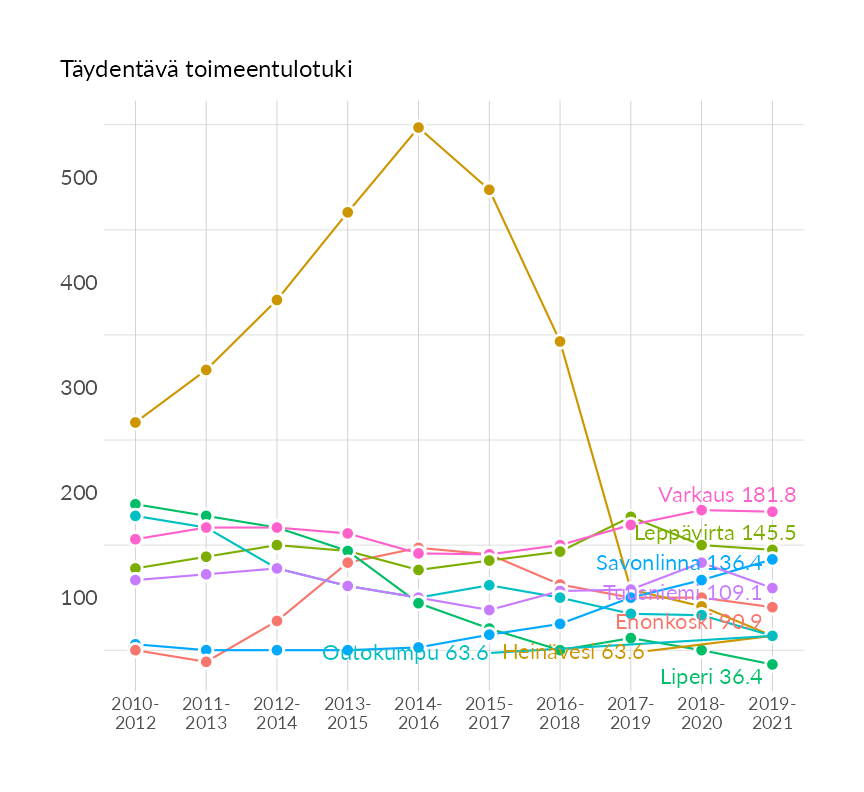 Täydentävä toimeentulotuki
500
400
300
200
100
Varkaus 181.8
Leppävirta 145.5
Savonlinna 136.4
Tuusniemi 109.1
Enonkoski 90.9
Outokumpu 63.6
Heinävesi 63.6
Liperi 36.4
2010- 2011- 2012- 2013- 2014- 2015- 2016- 2017- 2018- 2019-
2012 2013 2014 2015 2016 2017 2018 2019 2020 2021